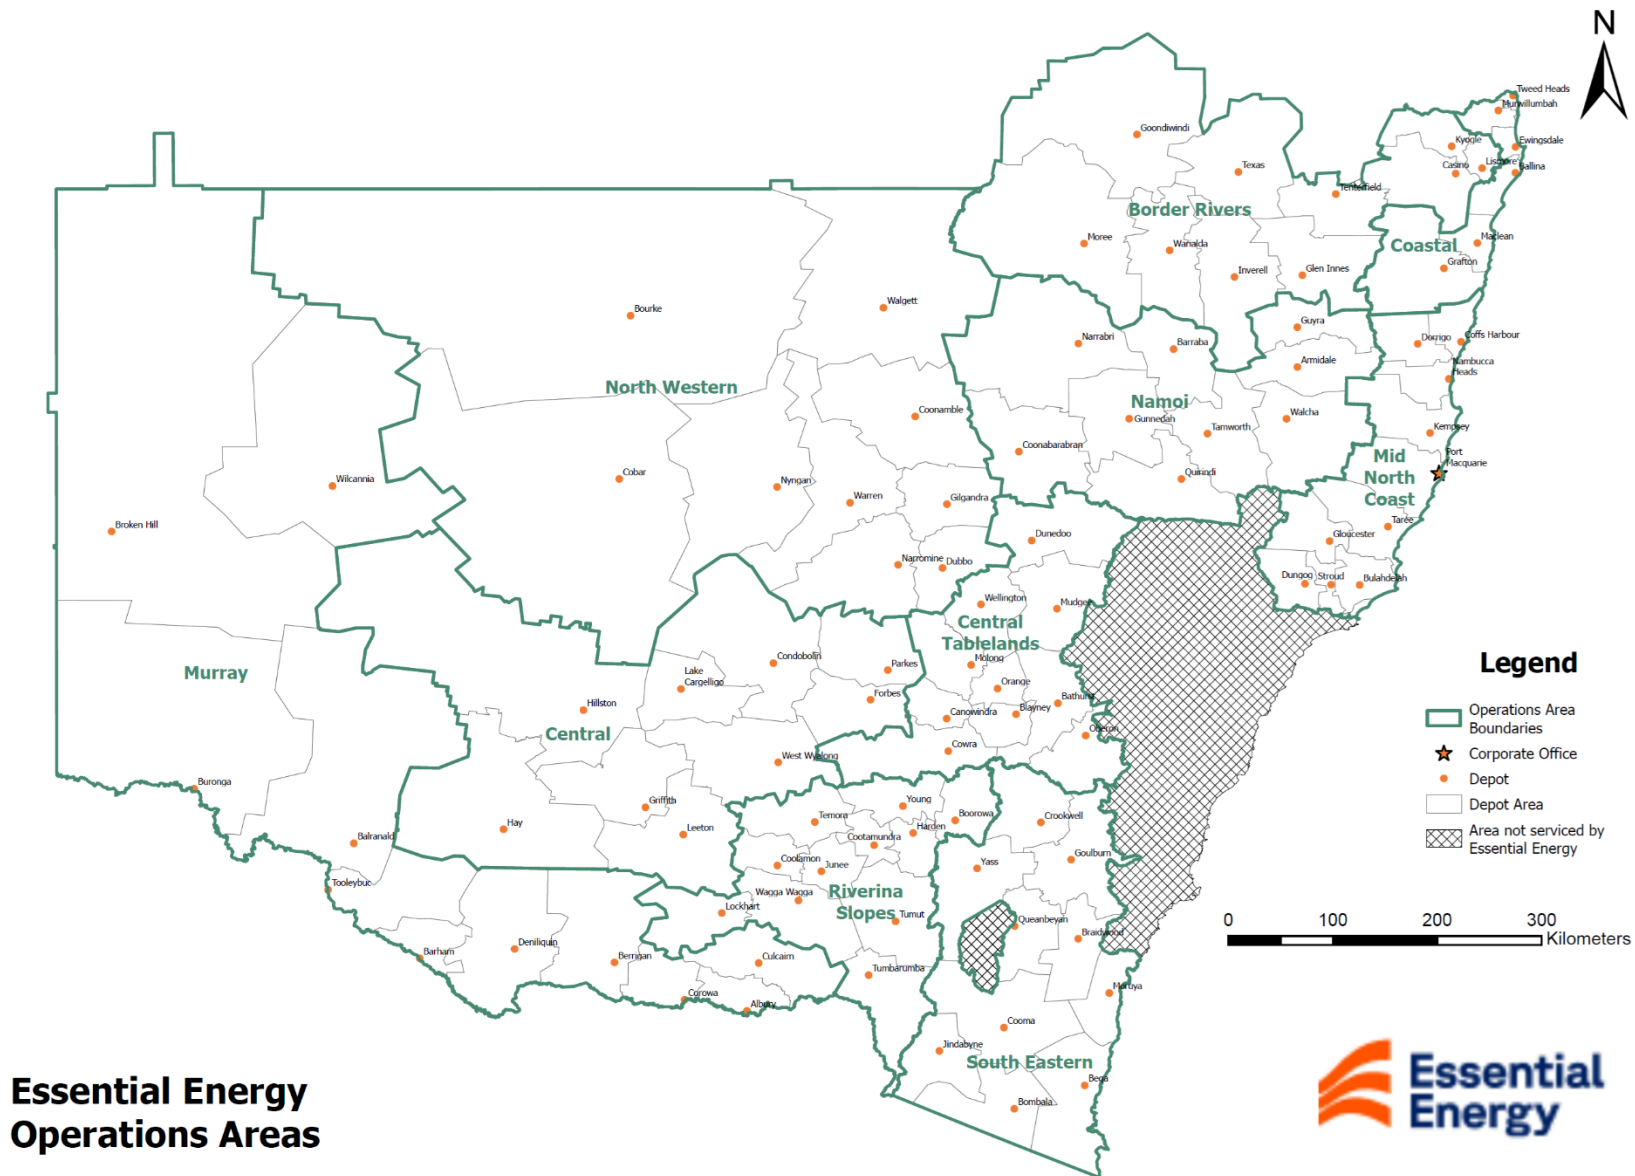 N
Tweed Heads
Murwillumbah
Goondiwindi
Kyogle
Ewingsdale
Texas
Casino
Lismore
Ballina
Tenterfield
Border Rivers
Moree
Warialda
Coastal
Maclean
Inverell
Glen Innes
Grafton
Bourke
Walgett
Guyra
Narrabri
Barraba
Dorrigo
Coffs Harbour
Armidale
Nambucca
Heads
North Western
Namoi
Coonamble
Gunnedah
Walcha
Tamworth
Kempsey
Coonabarabran
Mid
North
Coast
Port
Macquarie
Wilcannia
Cobar
Nyngan
Quirindi
Warren
Gilgandra
Broken Hill
Taree
Dunedoo
Gloucester
Narromine
Dubbo
Dungog
Stroud
Bulahdelah
Wellington
Mudgee
Central
Tablelands
Murray
Condobolin
Molong
Lake
Cargelligo
Parkes
Orange
Forbes
Bathurst
Hillston
Canowindra
Blayney
Central
Oberon
Cowra
West Wyalong
Buronga
Griffith
Young
Hay
Leeton
Temora
Boorowa
Crookwell
Cootamundra
Harden
Balranald
Coolamon
Junee
Yass
Goulburn
Tooleybuc
Wagga Wagga
Riverina
Slopes
Lockhart
Tumut
Queanbeyan
Braidwood
Barham
Deniliquin
Berrigan
Culcairn
Tumbarumba
Corowa
Albury
Moruya
Cooma
Jindabyne
South Eastern
Bega
Bombala
Legend
Operations Area
Boundaries
Corporate Office
Depot
Depot Area
Area not serviced by
Essential Energy
0 100 200 300
Kilometers
Essential Energy
Operations Areas
Essential
Energy